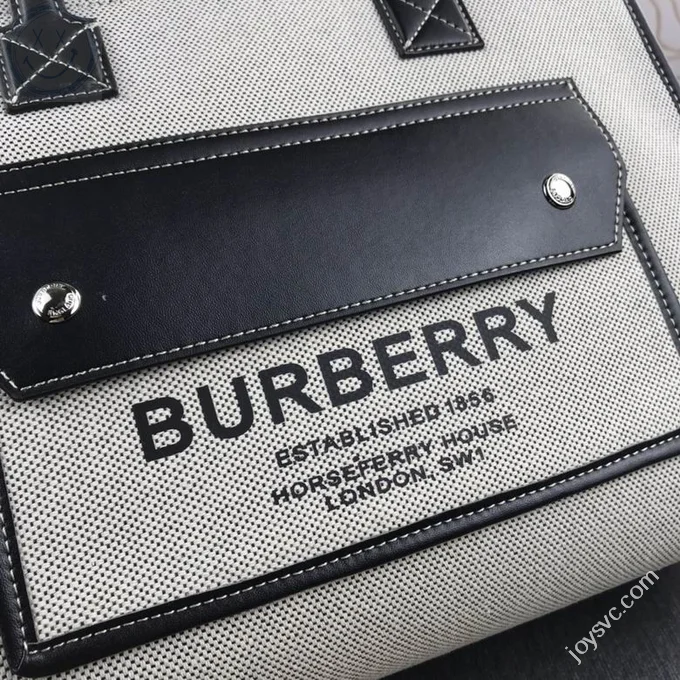 BURBERRY
ESTABLISHED 1856
HORSEFERRY HOUSE
LONDON, SW1
joysvc.com